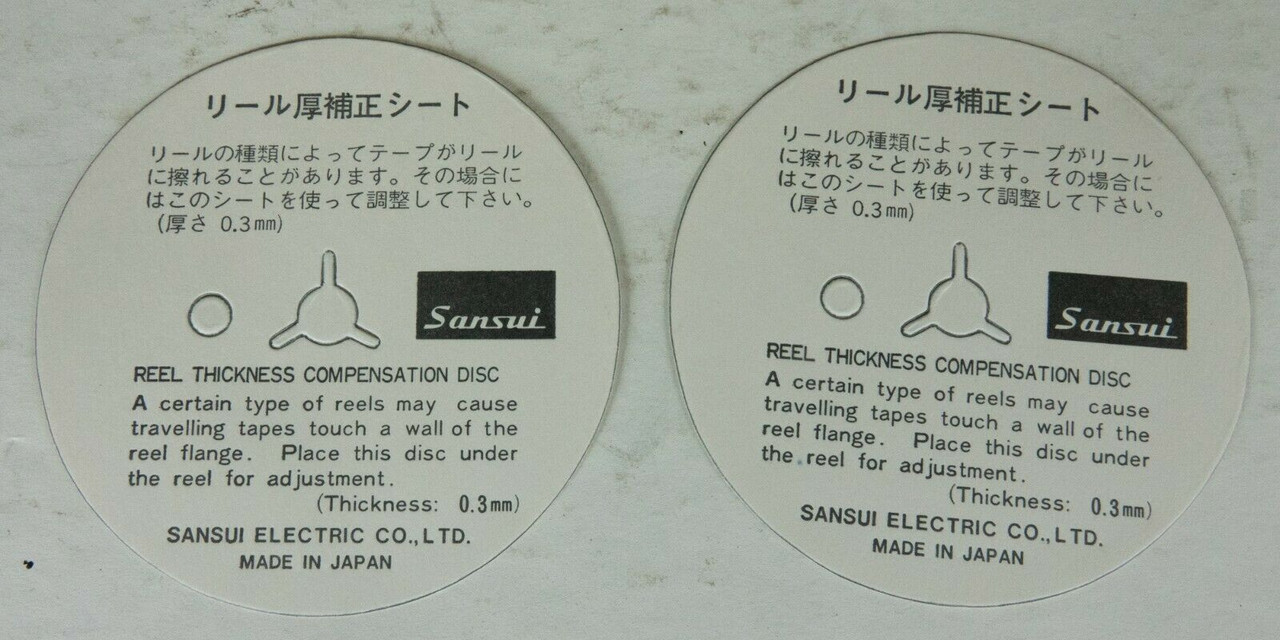 リール厚補正シート
リールの種類によってテープがリール
に擦れることがあります。その場合に
はこのシートを使って調整して下さい。
(厚さ 0.3mm)
Sansui
REEL THICKNESS COMPENSATION DISC
A certain type of reels may cause
travelling tapes touch a wall of the
reel flange. Place this disc under
the reel for adjustment.
(Thickness: 0.3mm)
SANSUI ELECTRIC CO.,LTD.
MADE IN JAPAN
リール厚補正シート
リールの種類によってテープがリール
に擦れることがあります。その場合に
はこのシートを使って調整して下さい。
(厚さ 0.3mm)
Sansui
REEL THICKNESS COMPENSATION DISC
A certain type of reels may cause
travelling tapes touch a wall of the
reel flange. Place this disc under
the reel for adjustment.
(Thickness: 0.3mm)
SANSUI ELECTRIC CO.,LTD.
MADE IN JAPAN